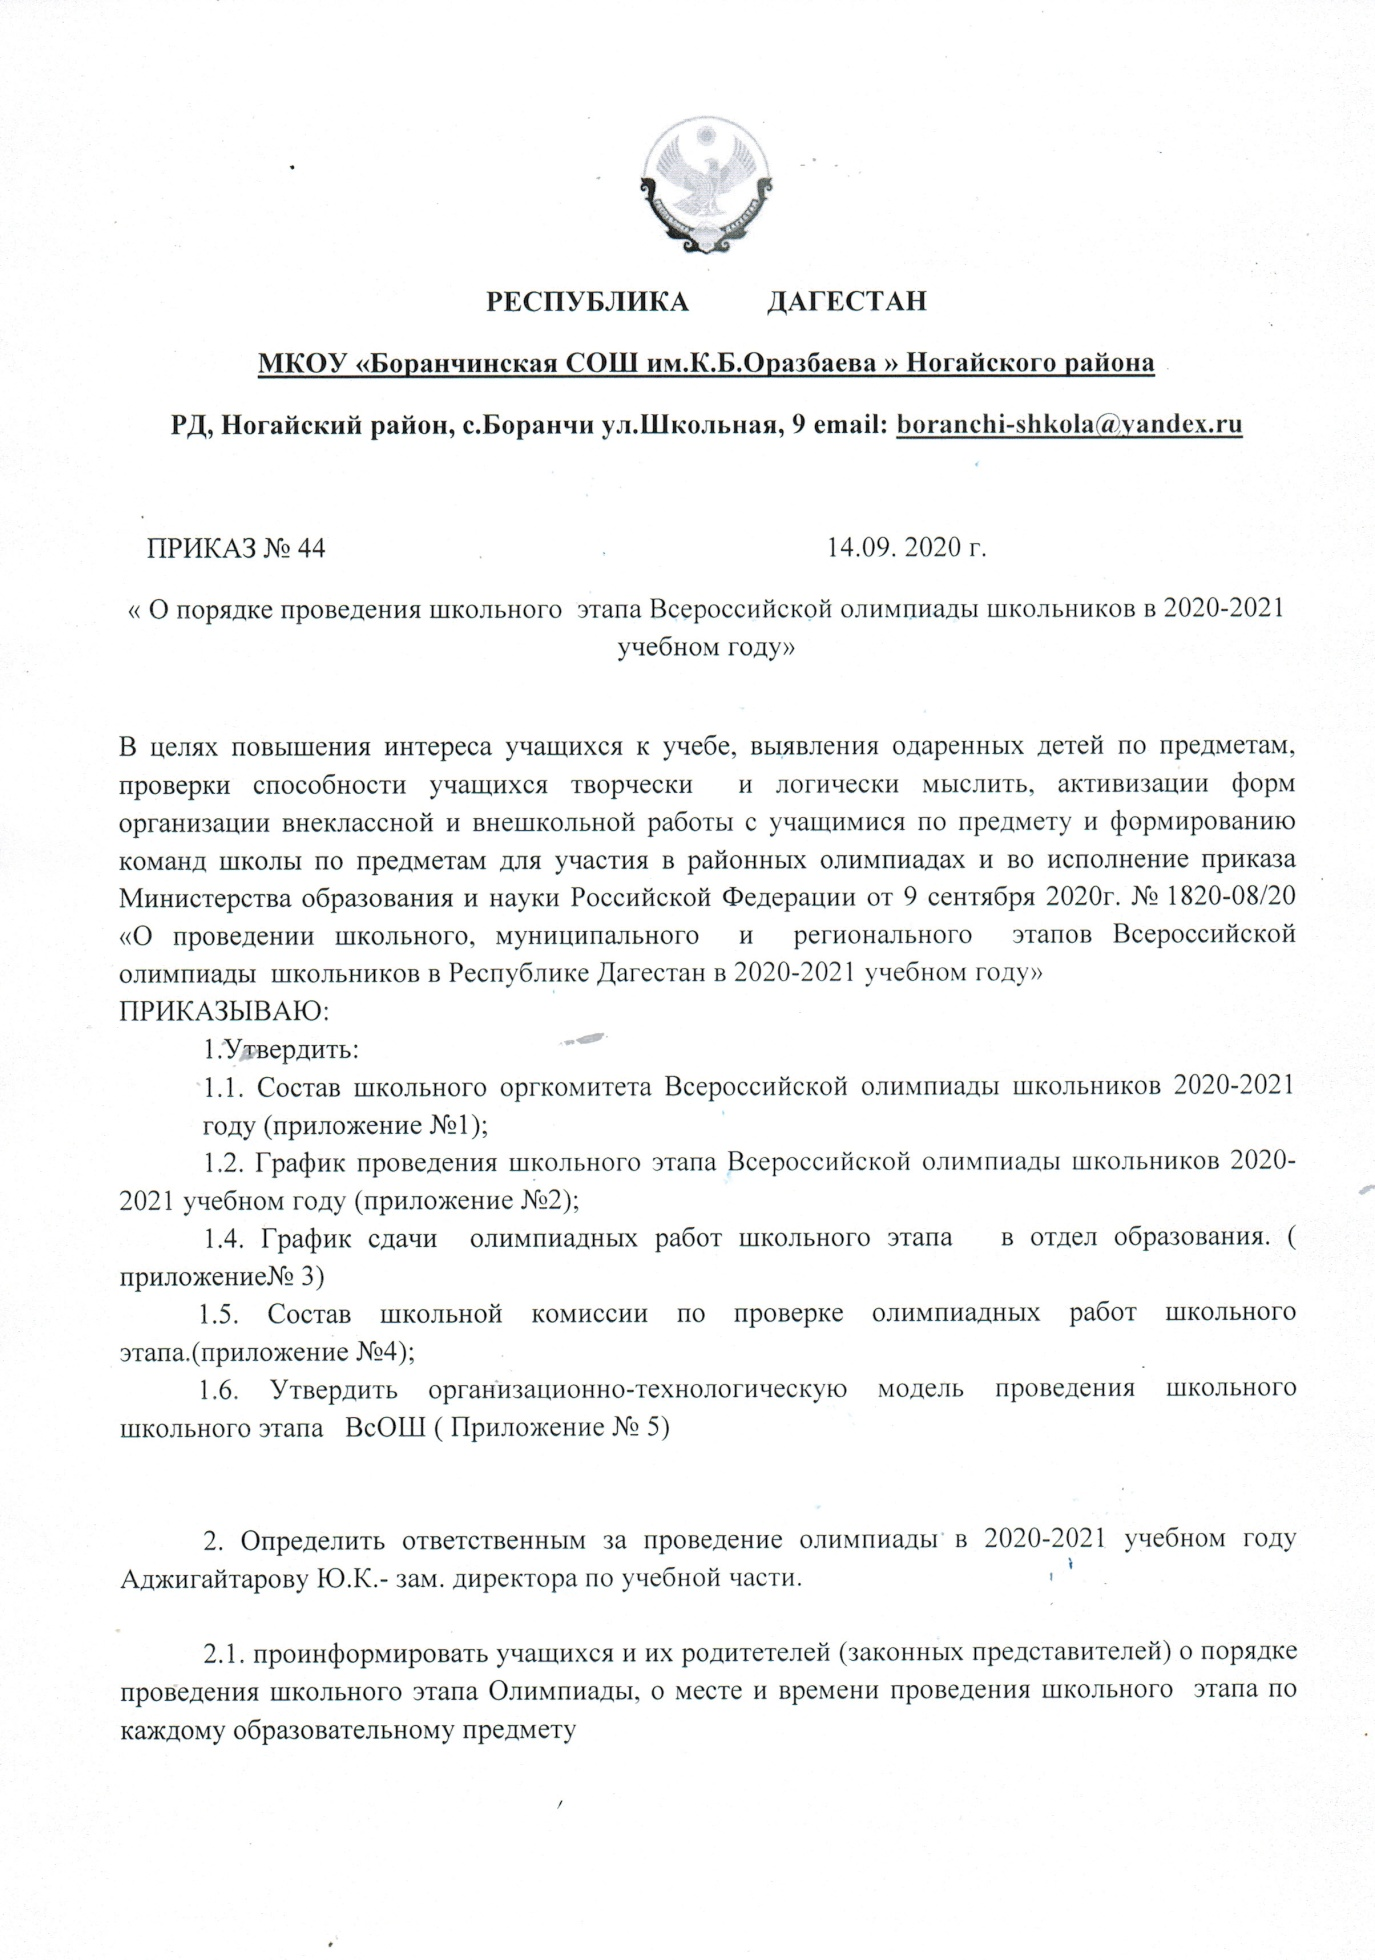 РЕСПУБЛИКА ДАГЕСТАН
МКОУ «Боранчинская СОШ им.К.Б.Оразбаева » Ногайского района
РД, Ногайский район, с.Боранчи ул.Школьная, 9 email: boranchi-shkola@yandex.ru
ПРИКАЗ № 44 14.09. 2020 г.
« О порядке проведения школьного этапа Всероссийской олимпиады школьников в 2020-2021
учебном году»
В целях повышения интереса учащихся к учебе, выявления одаренных детей по предметам,
проверки способности учащихся творчески и логически мыслить, активизации форм
организации внеклассной и внешкольной работы с учащимися по предмету и формированию
команд школы по предметам для участия в районных олимпиадах и во исполнение приказа
Министерства образования и науки Российской Федерации от 9 сентября 2020г. № 1820-08/20
«О проведении школьного, муниципального и регионального этапов Всероссийской
олимпиады школьников в Республике Дагестан в 2020-2021 учебном году»
ПРИКАЗЫВАЮ:
1.Утвердить:
1.1. Состав школьного оргкомитета Всероссийской олимпиады школьников 2020-2021
году (приложение №1);
1.2. График проведения школьного этапа Всероссийской олимпиады школьников 2020-
2021 учебном году (приложение №2);
1.4. График сдачи олимпиадных работ школьного этапа в отдел образования. (
приложение№ 3)
1.5. Состав школьной комиссии по проверке олимпиадных работ школьного
этапа.(приложение №4);
1.6. Утвердить организационно-технологическую модель проведения школьного
школьного этапа ВсОШ ( Приложение № 5)
2. Определить ответственным за проведение олимпиады в 2020-2021 учебном году
Аджигайтарову Ю.К.- зам. директора по учебной части.
2.1. проинформировать учащихся и их родитетелей (законных представителей) о порядке
проведения школьного этапа Олимпиады, о месте и времени проведения школьного этапа по
каждому образовательному предмету